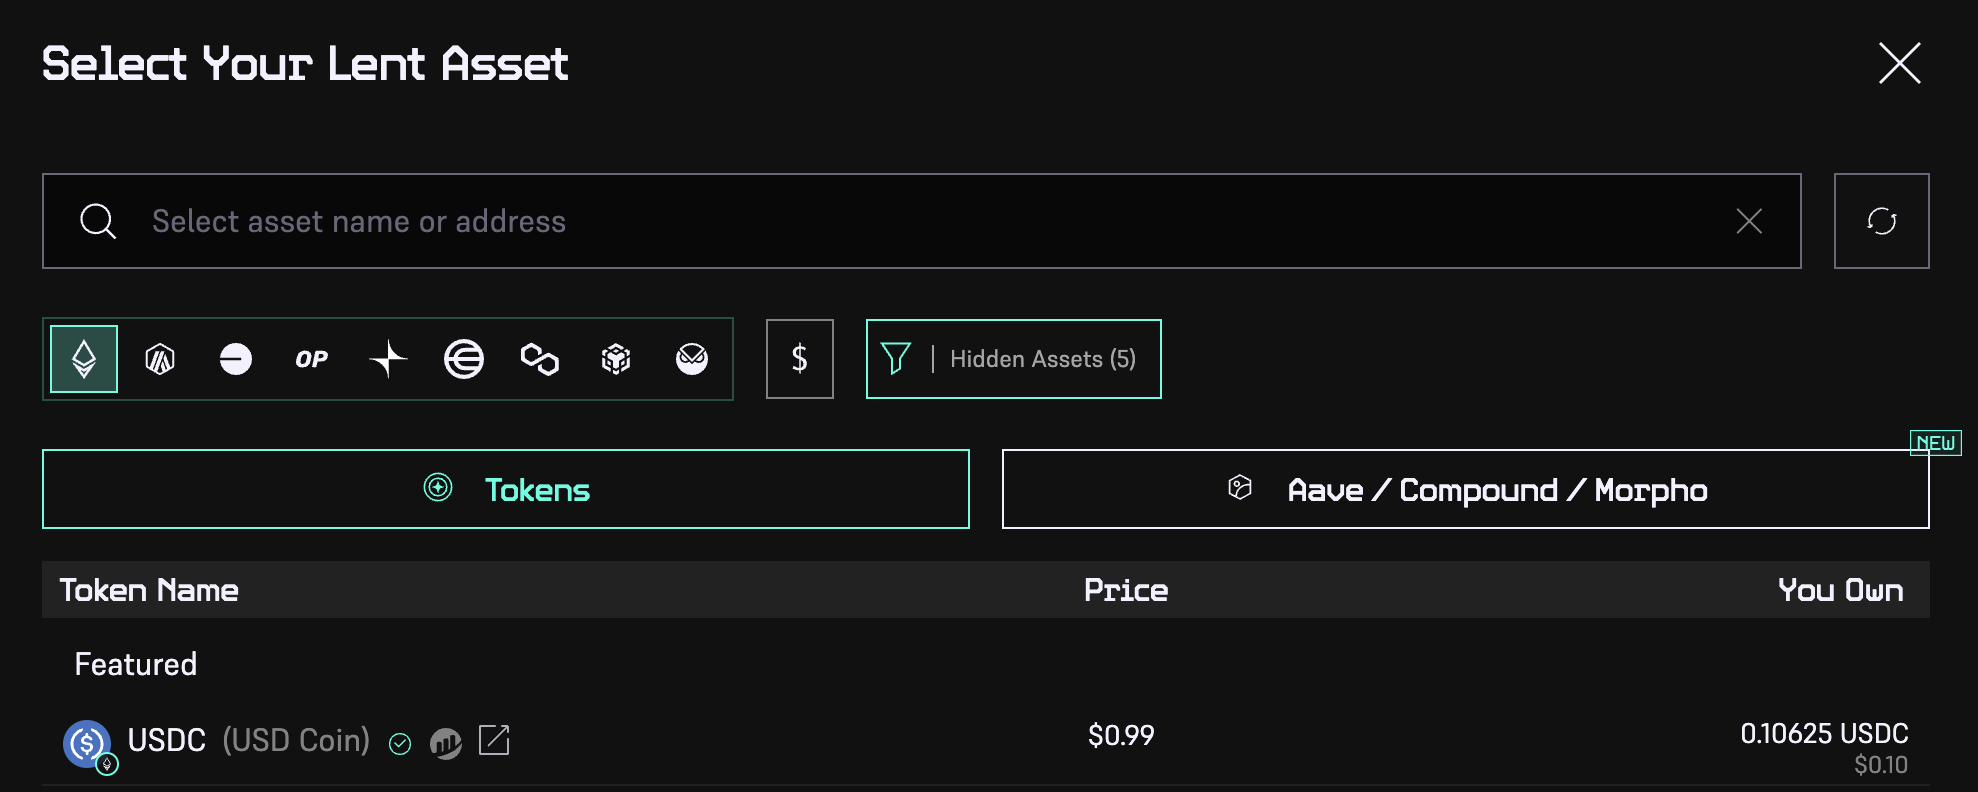 Select Your Lent Asset
Select asset name or address
OP
$
| Hidden Assets (5)
NEW
Tokens
Aave / Compound / Morpho
Token Name Price You Own
Featured
USDC (USD Coin) $0.99 0.10625 USDC
$0.10